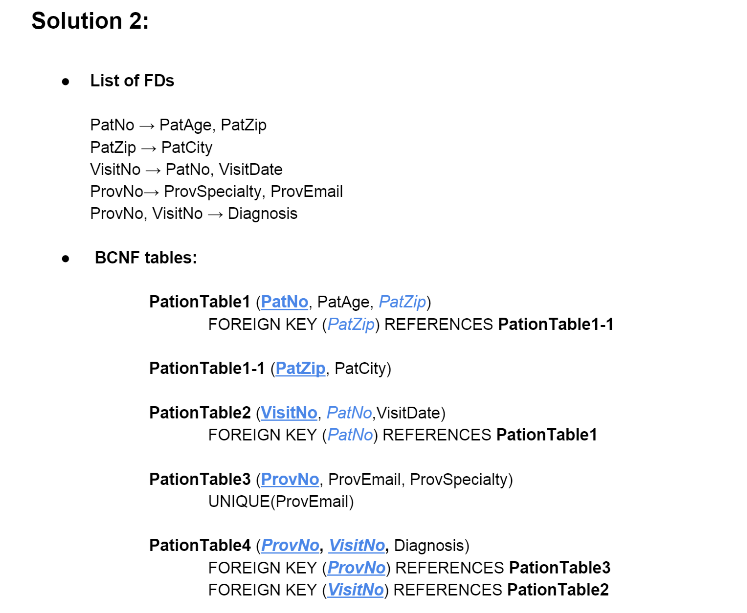 Solution 2:
● List of FDs
PatNo → PatAge, PatZip
PatZip → PatCity
VisitNo → PatNo, VisitDate
ProvNo→ ProvSpecialty, ProvEmail
ProvNo, VisitNo → Diagnosis
● BCNF tables:
PationTable1 (PatNo, PatAge, PatZip)
FOREIGN KEY (PatZip) REFERENCES PationTable1-1
PationTable1-1 (PatZip, PatCity)
PationTable2 (VisitNo, PatNo,VisitDate)
FOREIGN KEY (PatNo) REFERENCES PationTable1
PationTable3 (ProvNo, ProvEmail, ProvSpecialty)
UNIQUE(ProvEmail)
PationTable4 (ProvNo, VisitNo, Diagnosis)
FOREIGN KEY (ProvNo) REFERENCES PationTable3
FOREIGN KEY (VisitNo) REFERENCES PationTable2